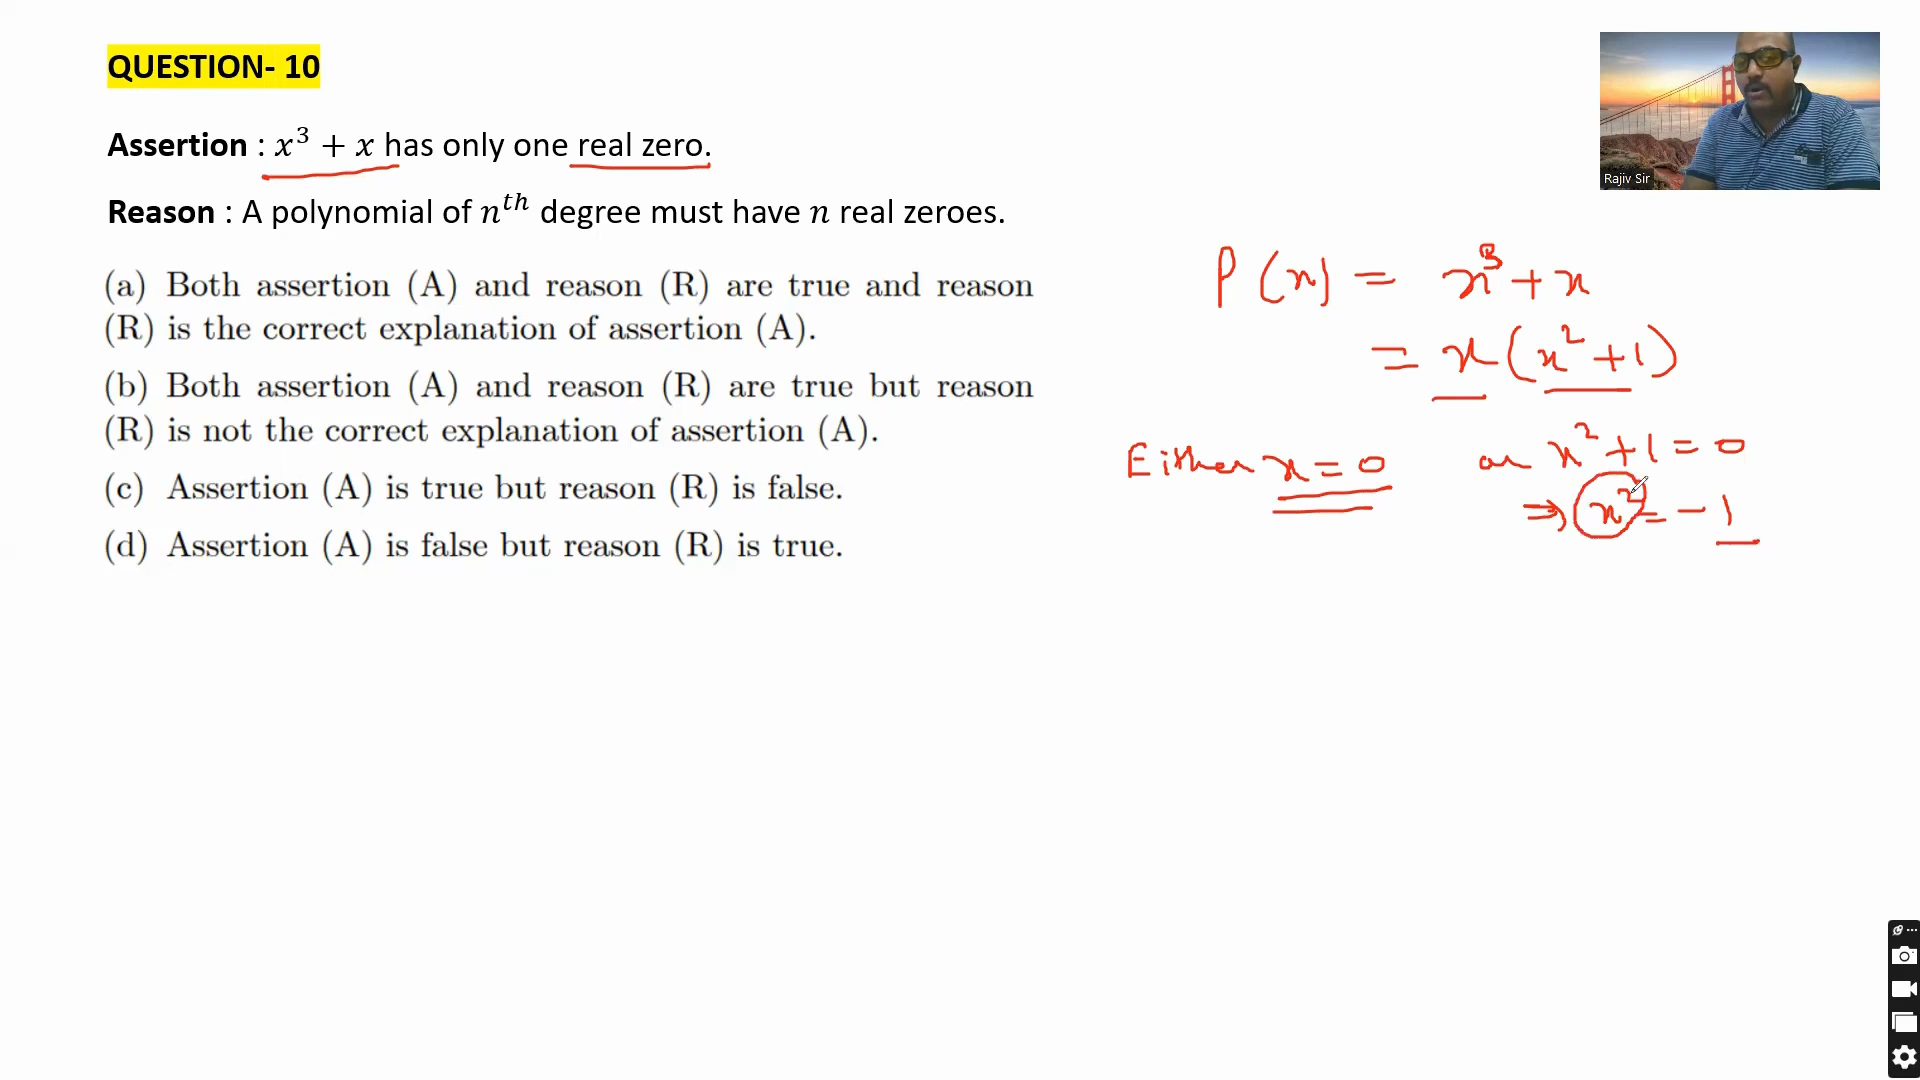 QUESTION- 10
Assertion : x³ + x has only one real zero.
Reason : A polynomial of nᵗʰ degree must have n real zeroes.
(a) Both assertion (A) and reason (R) are true and reason
(R) is the correct explanation of assertion (A).
(b) Both assertion (A) and reason (R) are true but reason
(R) is not the correct explanation of assertion (A).
(c) Assertion (A) is true but reason (R) is false.
(d) Assertion (A) is false but reason (R) is true.
Rajiv Sir
P(x) = x³ + x
= x(x² + 1)
Either x = 0 or x² + 1 = 0
⇒ x² = - 1